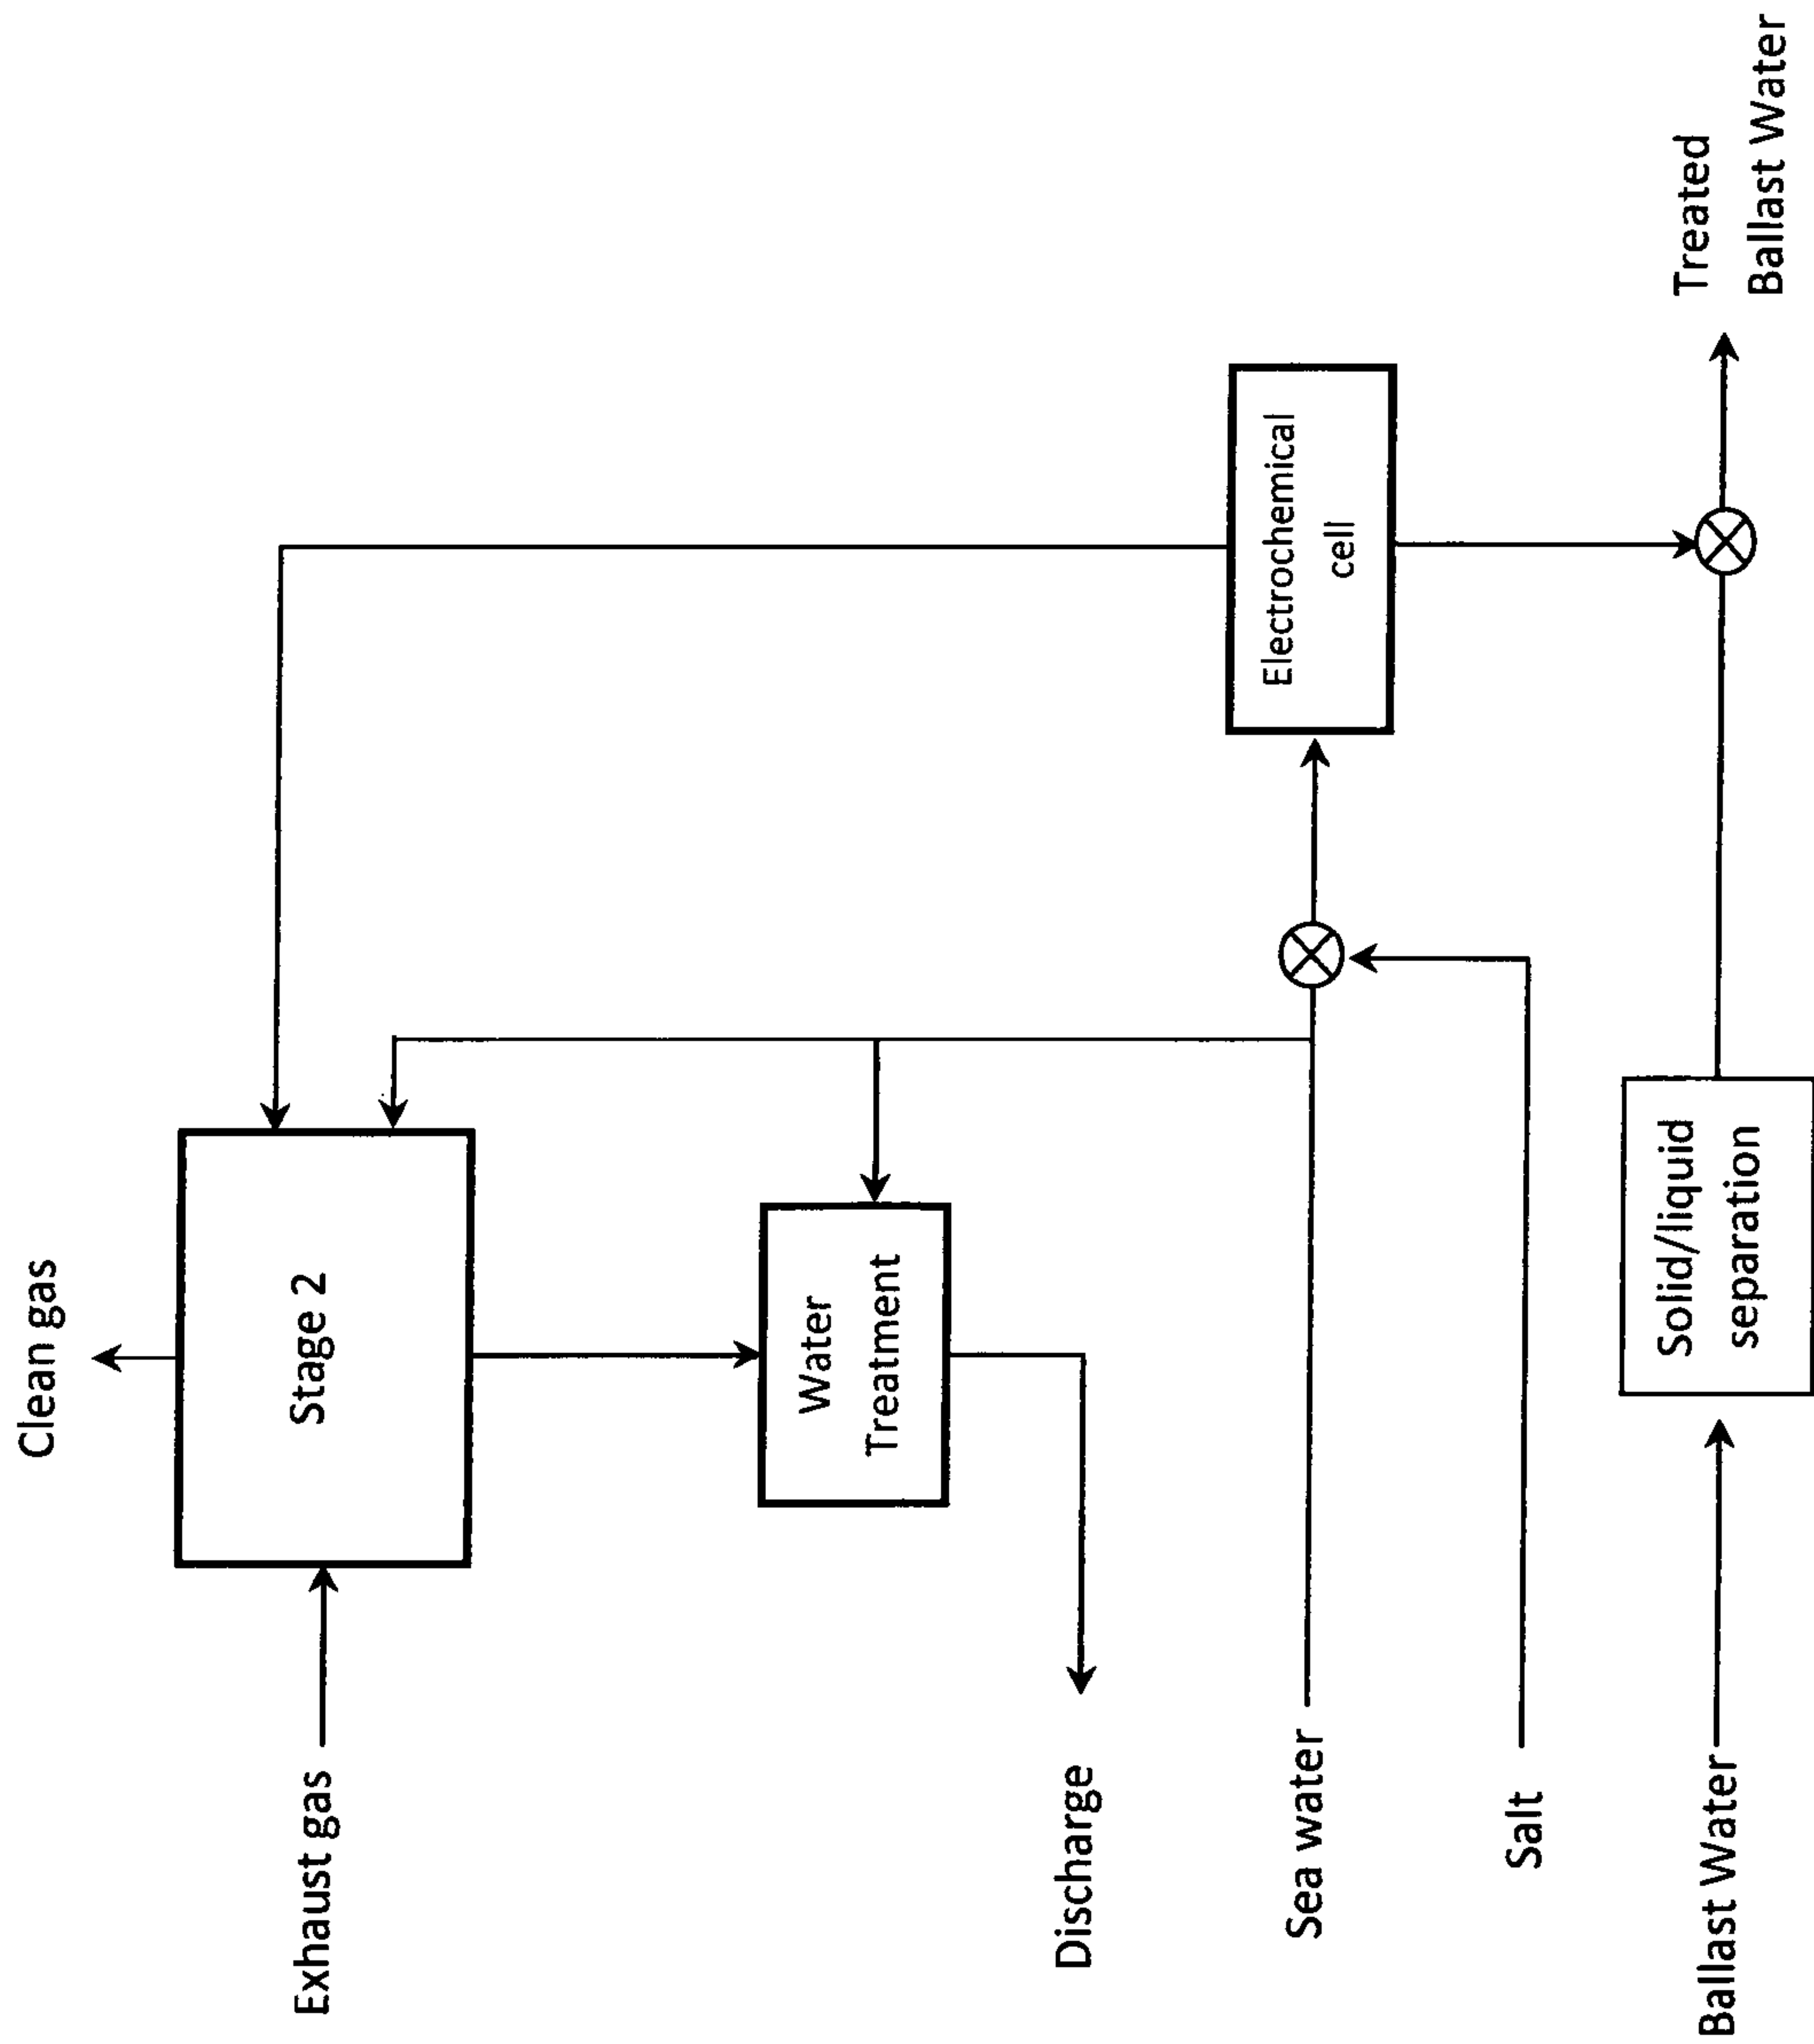 Clean gas
Exhaust gas
Stage 2
Water
Treatment
Discharge
Electrochemical
cell
Sea water
Salt
Ballast Water
Solid/liquid
separation
Treated
Ballast Water